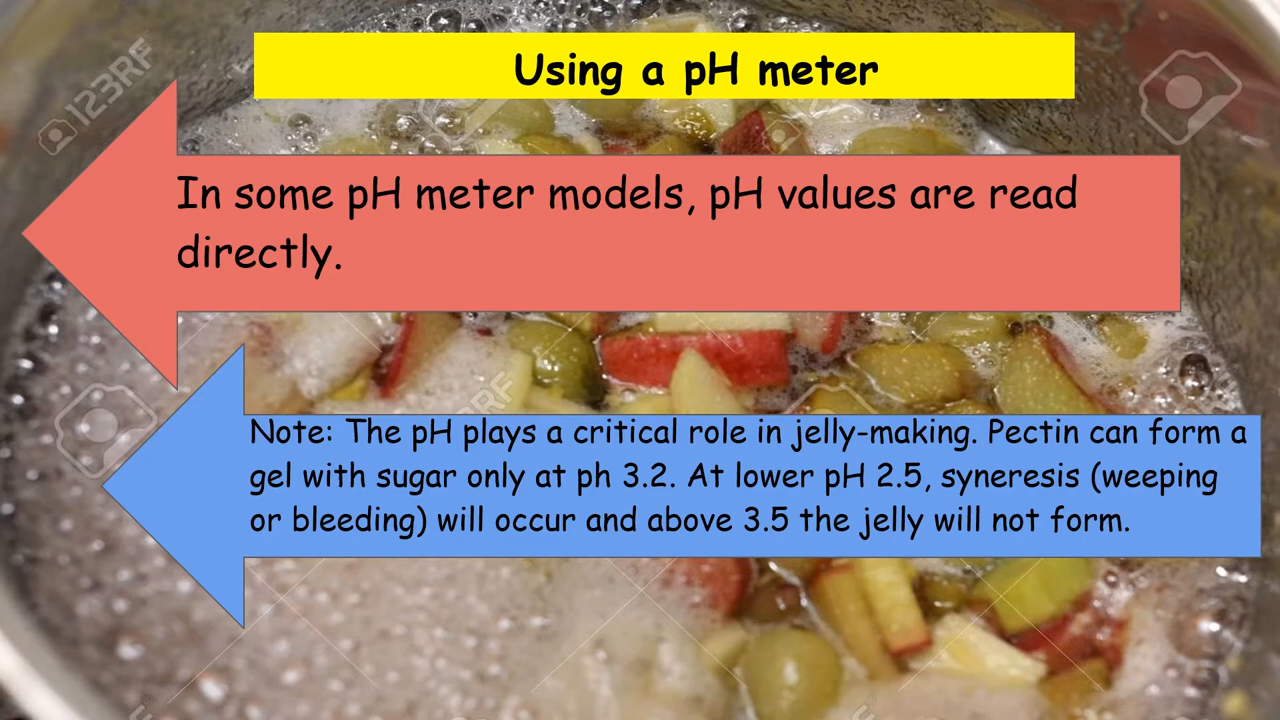 Using a pH meter
In some pH meter models, pH values are read
directly.
Note: The pH plays a critical role in jelly-making. Pectin can form a
gel with sugar only at ph 3.2. At lower pH 2.5, syneresis (weeping
or bleeding) will occur and above 3.5 the jelly will not form.
123RF
123RF